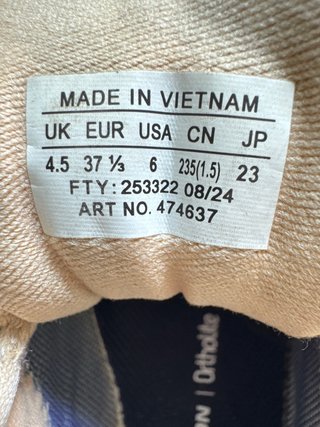 MADE IN VIETNAM
UK EUR USA CN JP
4.5 37 ⅓ 6 235(1.5) 23
FTY: 253322 08/24
ART NO. 474637
| Ortholite